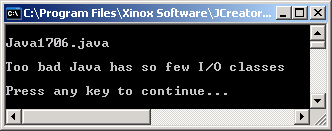 C:\Program Files\Xinox Software\JCreator...
Java1706.java
Too bad Java has so few I/O classes
Press any key to continue...